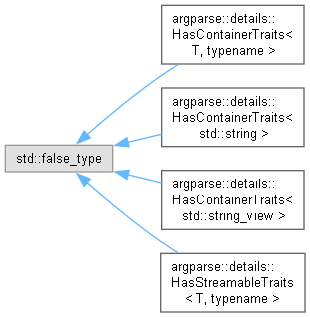 argparse::details::
HasContainerTraits<
T, typename >
argparse::details::
HasContainerTraits<
std::string >
std::false_type
argparse::details::
HasContainerTraits<
std::string_view >
argparse::details::
HasStreamableTraits
< T, typename >